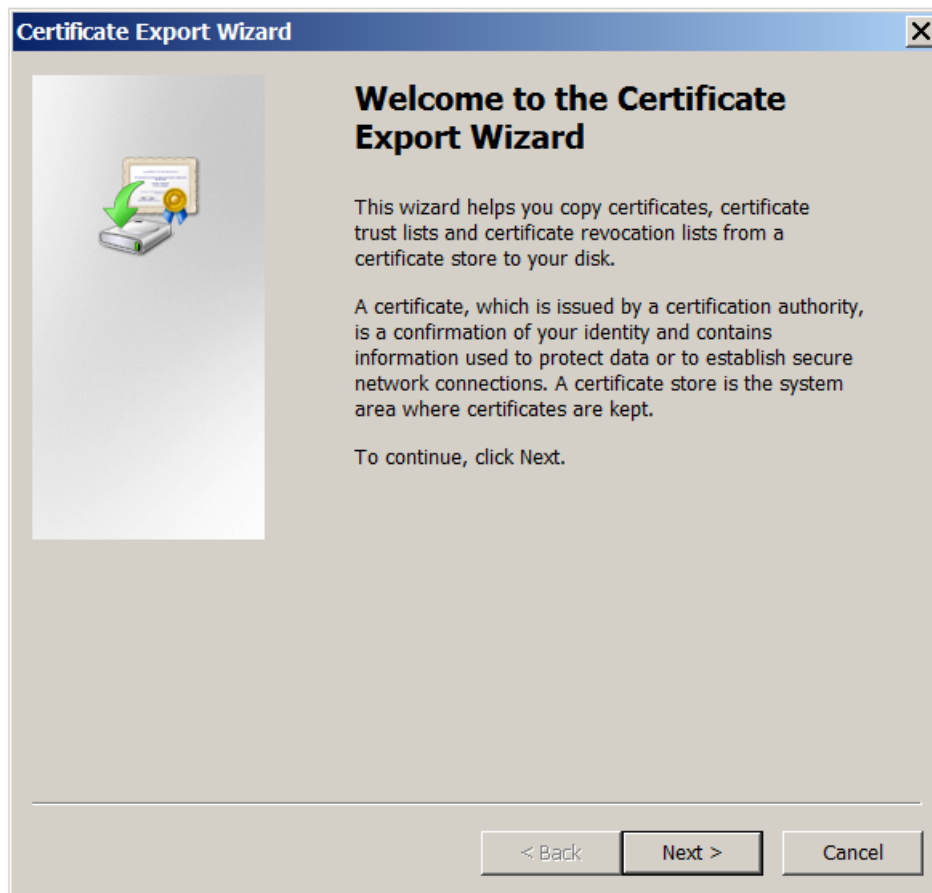 Certificate Export Wizard
Welcome to the Certificate
Export Wizard
This wizard helps you copy certificates, certificate
trust lists and certificate revocation lists from a
certificate store to your disk.
A certificate, which is issued by a certification authority,
is a confirmation of your identity and contains
information used to protect data or to establish secure
network connections. A certificate store is the system
area where certificates are kept.
To continue, click Next.
< Back
Next >
Cancel